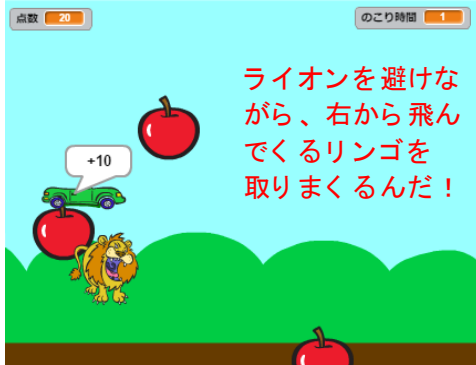 点数 20
のこり時間 1
ライオンを避けな
がら、右から飛ん
でくるリンゴを
取りまくるんだ！
+10